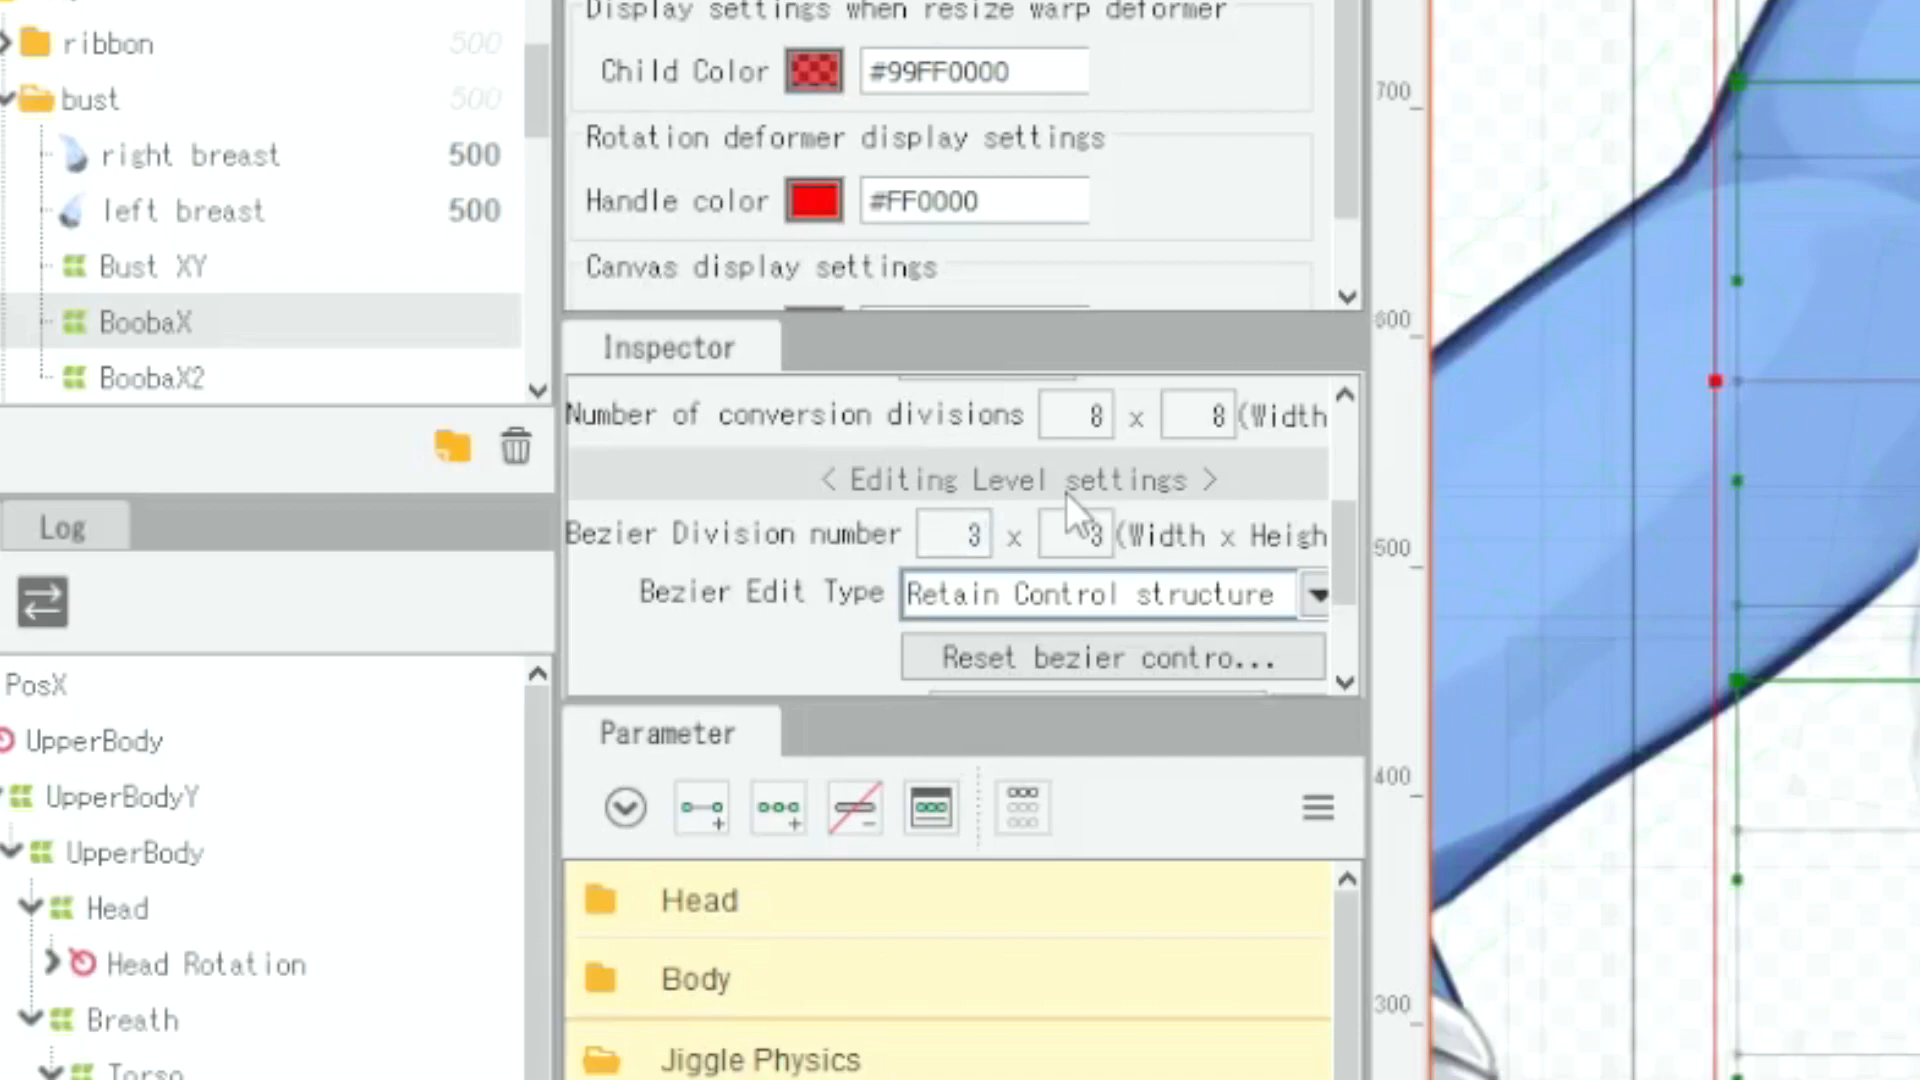 ribbon 500
bust 500
right breast 500
left breast 500
Bust XY
BoobaX
BoobaX2
Log
PosX
UpperBody
UpperBodyY
UpperBody
Head
Head Rotation
Breath
Torso
Display settings when resize warp deformer
Child Color #99FF0000
Rotation deformer display settings
Handle color #FF0000
Canvas display settings
Inspector
Number of conversion divisions 8 x 8 (Width
< Editing Level settings >
Bezier Division number 3 x 3 (Width x Heigh
Bezier Edit Type Retain Control structure
Reset bezier contro...
Parameter
Head
Body
Jiggle Physics
700
600
500
400
300